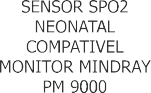 SENSOR SPO2
NEONATAL
COMPATIVEL
MONITOR MINDRAY
PM 9000